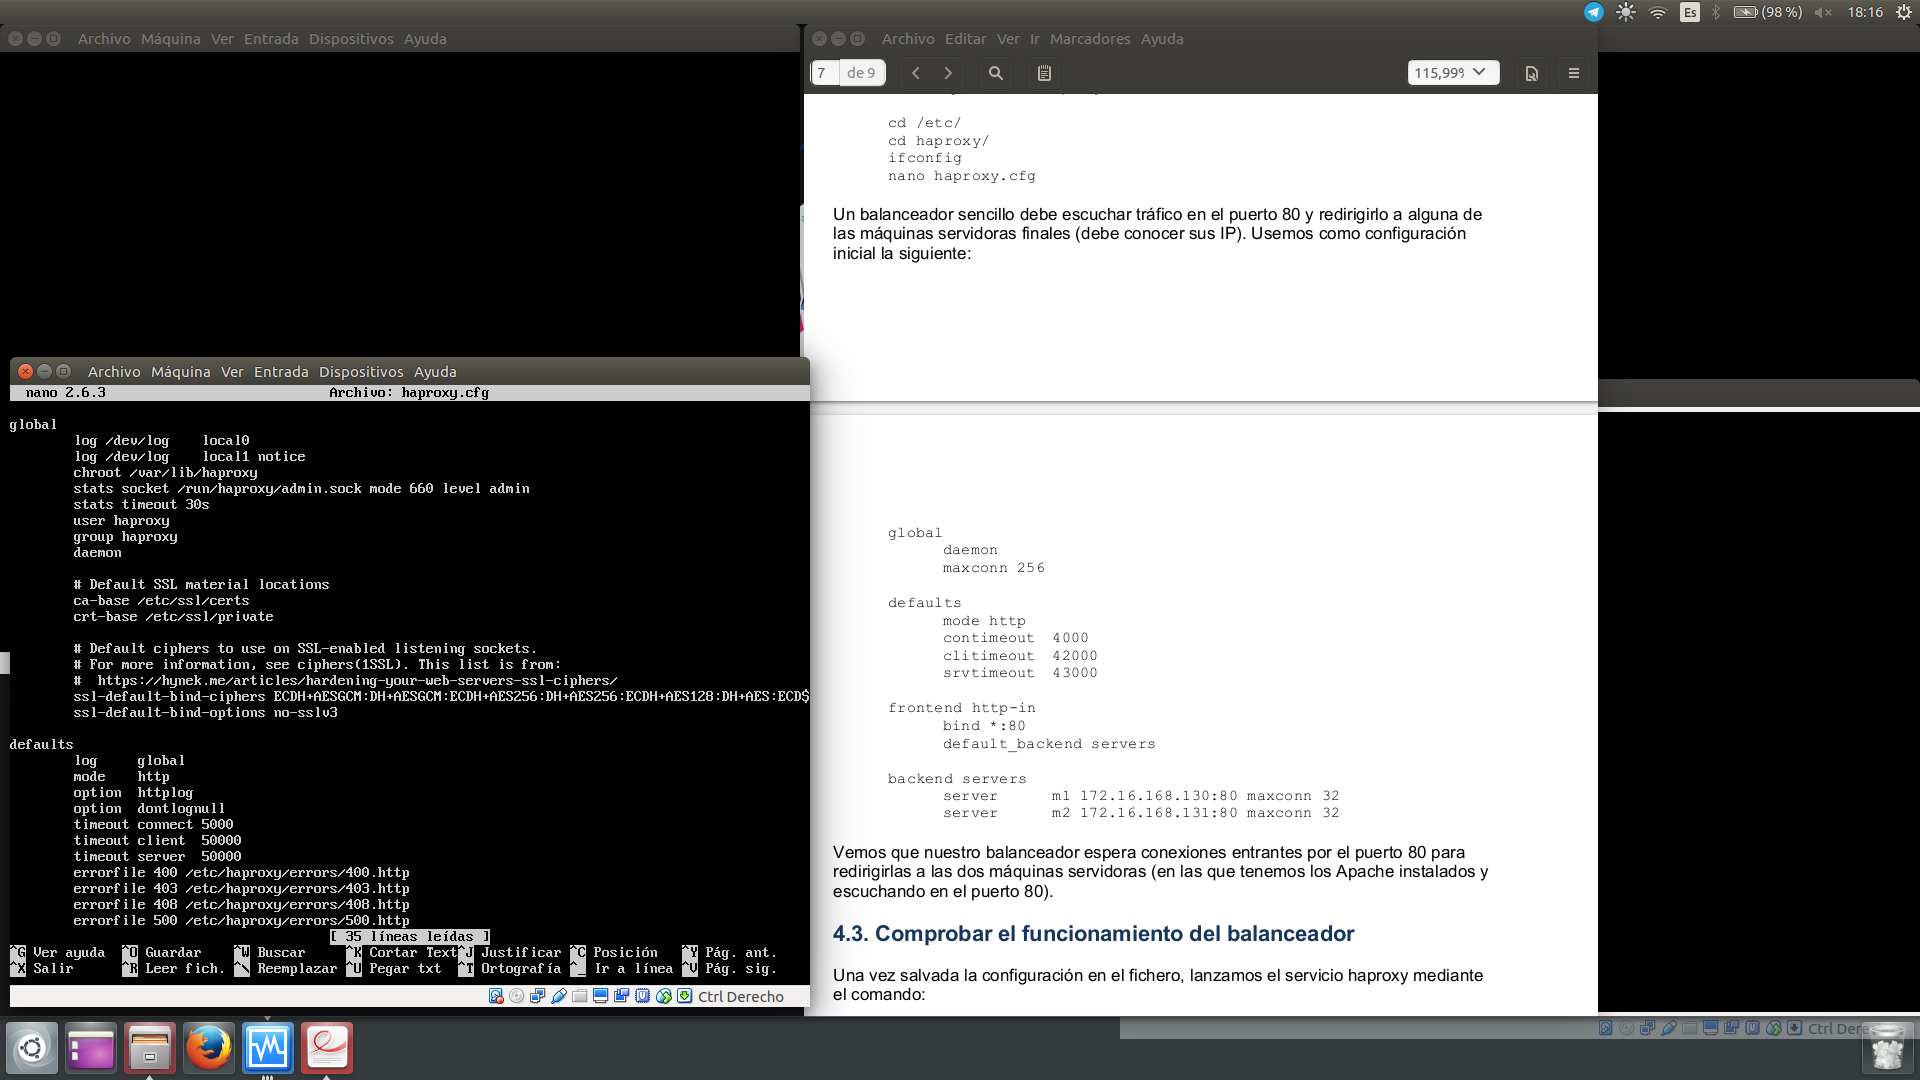 Es
(98 %)
18:16
Archivo Máquina Ver Entrada Dispositivos Ayuda
Archivo Editar Ver Ir Marcadores Ayuda
7 de 9
115,99%
cd /etc/
cd haproxy/
ifconfig
nano haproxy.cfg
Un balanceador sencillo debe escuchar tráfico en el puerto 80 y redirigirlo a alguna de
las máquinas servidoras finales (debe conocer sus IP). Usemos como configuración
inicial la siguiente:
global
daemon
maxconn 256
defaults
mode http
contimeout 4000
clitimeout 42000
srvtimeout 43000
frontend http-in
bind *:80
default_backend servers
backend servers
server m1 172.16.168.130:80 maxconn 32
server m2 172.16.168.131:80 maxconn 32
Vemos que nuestro balanceador espera conexiones entrantes por el puerto 80 para
redirigirlas a las dos máquinas servidoras (en las que tenemos los Apache instalados y
escuchando en el puerto 80).
4.3. Comprobar el funcionamiento del balanceador
Una vez salvada la configuración en el fichero, lanzamos el servicio haproxy mediante
el comando:
Archivo Máquina Ver Entrada Dispositivos Ayuda
nano 2.6.3 Archivo: haproxy.cfg
global
log /dev/log local0
log /dev/log local1 notice
chroot /var/lib/haproxy
stats socket /run/haproxy/admin.sock mode 660 level admin
stats timeout 30s
user haproxy
group haproxy
daemon
# Default SSL material locations
ca-base /etc/ssl/certs
crt-base /etc/ssl/private
# Default ciphers to use on SSL-enabled listening sockets.
# For more information, see ciphers(1SSL). This list is from:
# https://hynek.me/articles/hardening-your-web-servers-ssl-ciphers/
ssl-default-bind-ciphers ECDH+AESGCM:DH+AESGCM:ECDH+AES256:DH+AES256:ECDH+AES128:DH+AES:ECD$
ssl-default-bind-options no-sslv3
defaults
log global
mode http
option httplog
option dontlognull
timeout connect 5000
timeout client 50000
timeout server 50000
errorfile 400 /etc/haproxy/errors/400.http
errorfile 403 /etc/haproxy/errors/403.http
errorfile 408 /etc/haproxy/errors/408.http
errorfile 500 /etc/haproxy/errors/500.http
[ 35 líneas leídas ]
^G Ver ayuda ^O Guardar ^W Buscar ^K Cortar Text ^J Justificar ^C Posición ^Y Pág. ant.
^X Salir ^R Leer fich. ^\ Reemplazar ^U Pegar txt ^T Ortografía ^_ Ir a línea ^V Pág. sig.
Ctrl Derecho
Ctrl Dere